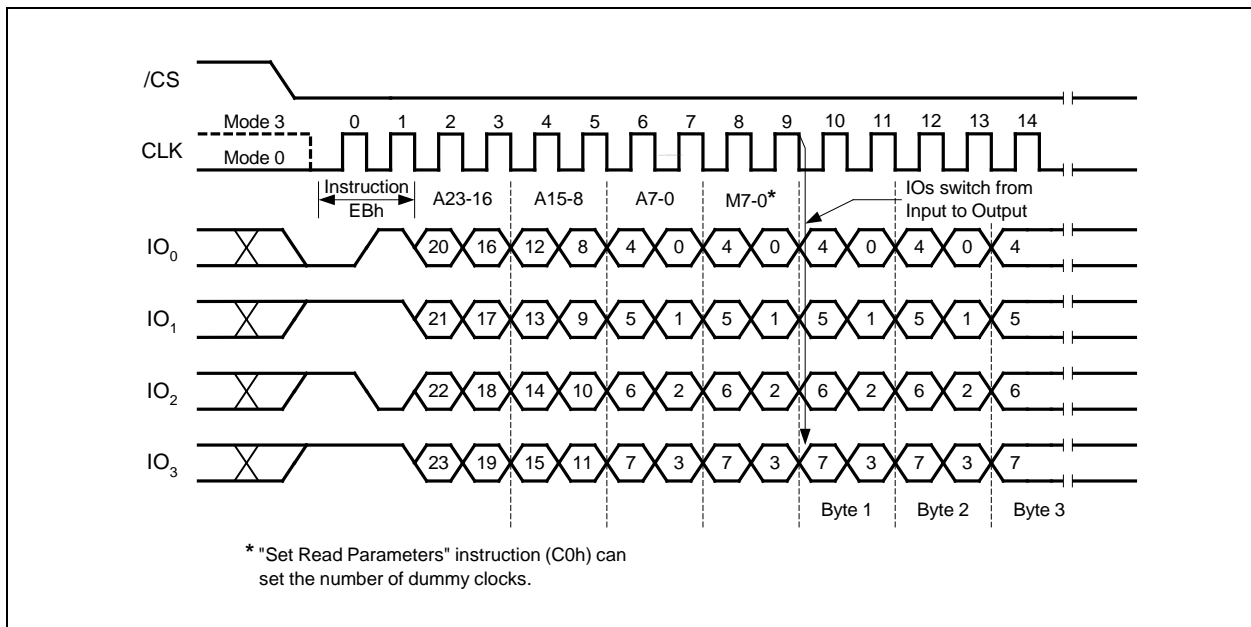 /CS
Mode 3 0 1 2 3 4 5 6 7 8 9 10 11 12 13 14
CLK
Mode 0
Instruction
EBh
A23-16 A15-8 A7-0 M7-0*
IOs switch from
Input to Output
IO0 20 16 12 8 4 0 4 0 4 0 4 0 4
IO1 21 17 13 9 5 1 5 1 5 1 5 1 5
IO2 22 18 14 10 6 2 6 2 6 2 6 2 6
IO3 23 19 15 11 7 3 7 3 7 3 7 3 7
Byte 1 Byte 2 Byte 3
* "Set Read Parameters" instruction (C0h) can
set the number of dummy clocks.